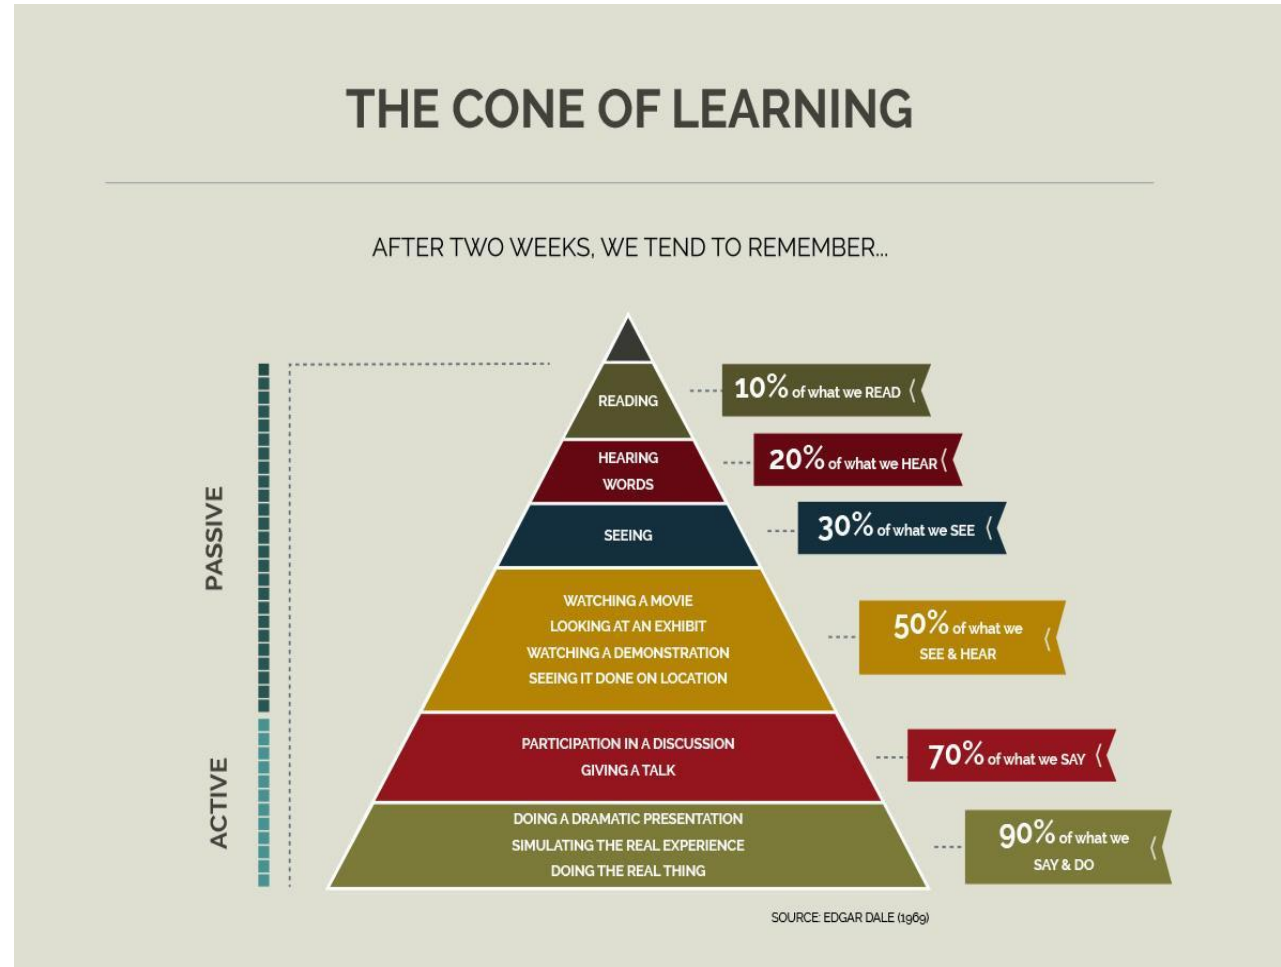 THE CONE OF LEARNING
AFTER TWO WEEKS, WE TEND TO REMEMBER...
READING
10% of what we READ
HEARING
WORDS
20% of what we HEAR
SEEING
30% of what we SEE
WATCHING A MOVIE
LOOKING AT AN EXHIBIT
WATCHING A DEMONSTRATION
SEEING IT DONE ON LOCATION
50% of what we
SEE & HEAR
PASSIVE
PARTICIPATION IN A DISCUSSION
GIVING A TALK
70% of what we SAY
DOING A DRAMATIC PRESENTATION
SIMULATING THE REAL EXPERIENCE
DOING THE REAL THING
90% of what we
SAY & DO
ACTIVE
SOURCE: EDGAR DALE (1969)